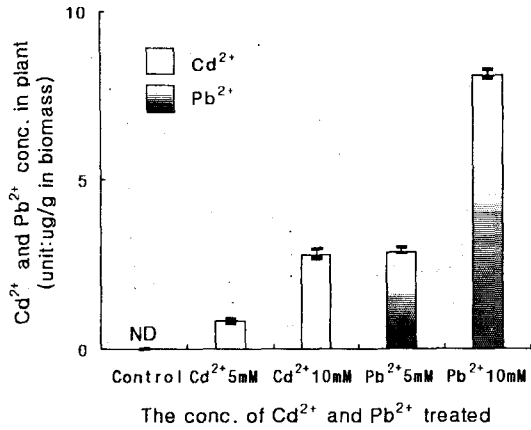 Cd²⁺ and Pb²⁺ conc. in plant
(unit:ug/g in biomass)
10
5
0
Cd²⁺
Pb²⁺
ND
Control Cd²⁺5mM Cd²⁺10mM Pb²⁺5mM Pb²⁺10mM
The conc. of Cd²⁺ and Pb²⁺ treated